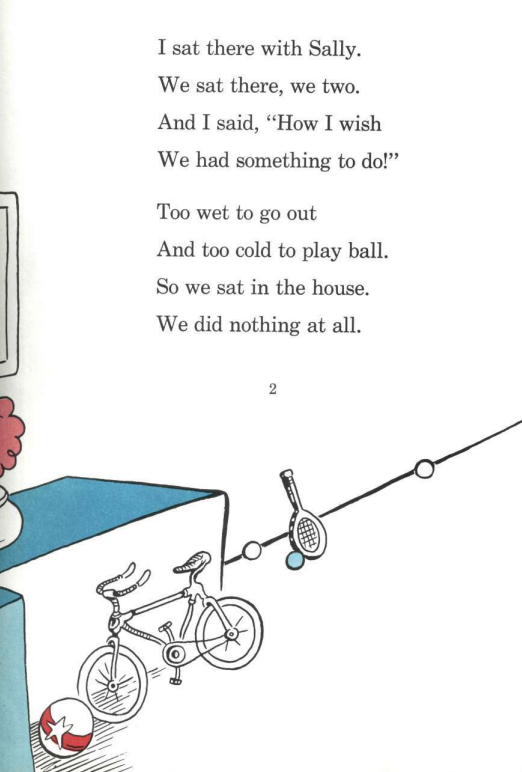 I sat there with Sally.
We sat there, we two.
And I said, “How I wish
We had something to do!”
Too wet to go out
And too cold to play ball.
So we sat in the house.
We did nothing at all.
2